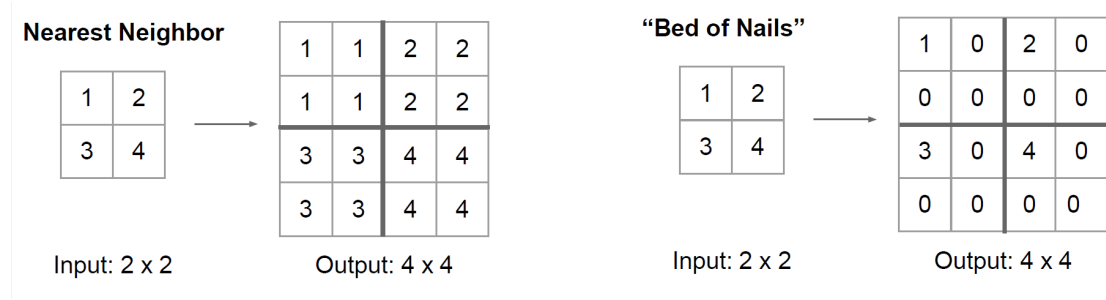 Nearest Neighbor
1 2
3 4
1 1 2 2
1 1 2 2
3 3 4 4
3 3 4 4
Input: 2 x 2
Output: 4 x 4
“Bed of Nails”
1 2
3 4
1 0 2 0
0 0 0 0
3 0 4 0
0 0 0 0
Input: 2 x 2
Output: 4 x 4